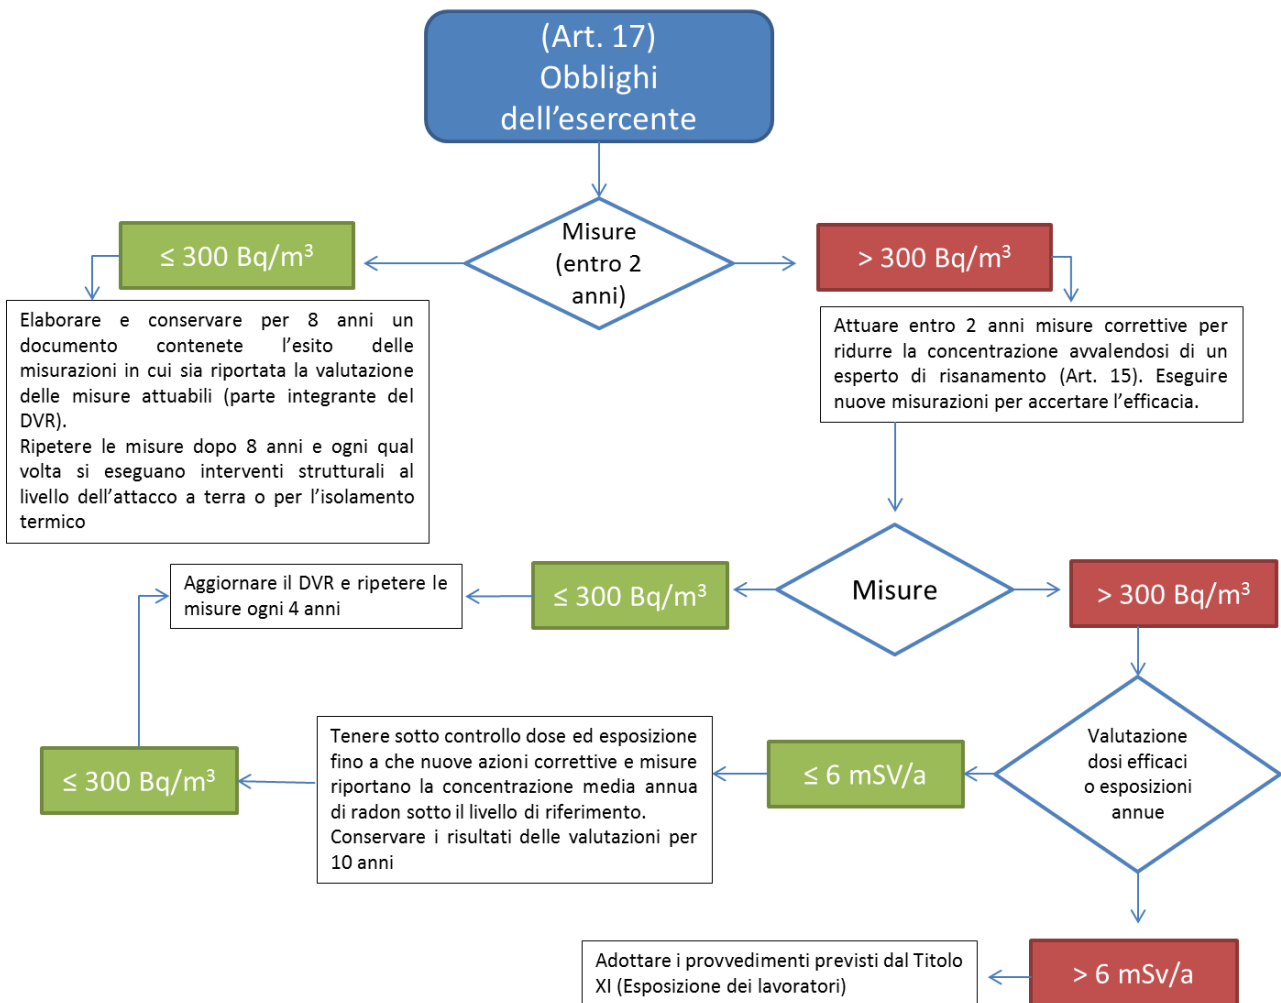 (Art. 17)
Obblighi
dell’esercente
Misure
(entro 2
anni)
≤ 300 Bq/m³
> 300 Bq/m³
Elaborare e conservare per 8 anni un
documento contenete l’esito delle
misurazioni in cui sia riportata la valutazione
delle misure attuabili (parte integrante del
DVR).
Ripetere le misure dopo 8 anni e ogni qual
volta si eseguano interventi strutturali al
livello dell’attacco a terra o per l’isolamento
termico
Attuare entro 2 anni misure correttive per
ridurre la concentrazione avvalendosi di un
esperto di risanamento (Art. 15). Eseguire
nuove misurazioni per accertare l’efficacia.
Misure
≤ 300 Bq/m³
> 300 Bq/m³
Aggiornare il DVR e ripetere le
misure ogni 4 anni
Valutazione
dosi efficaci
o esposizioni
annue
≤ 6 mSV/a
Tenere sotto controllo dose ed esposizione
fino a che nuove azioni correttive e misure
riportano la concentrazione media annua
di radon sotto il livello di riferimento.
Conservare i risultati delle valutazioni per
10 anni
≤ 300 Bq/m³
> 6 mSv/a
Adottare i provvedimenti previsti dal Titolo
XI (Esposizione dei lavoratori)